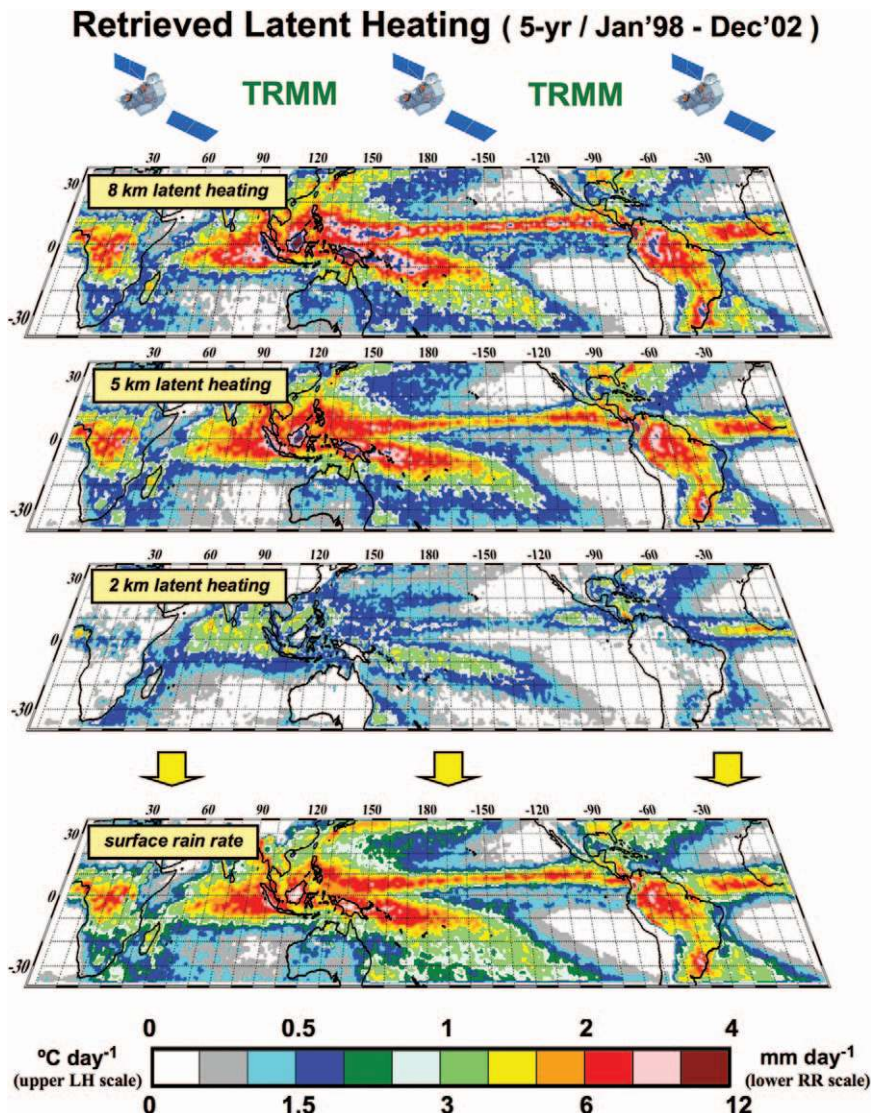 Retrieved Latent Heating ( 5-yr / Jan'98 - Dec'02 )
TRMM TRMM
30 60 90 120 150 180 -150 -120 -90 -60 -30
30
8 km latent heating
0
-30
30 60 90 120 150 180 -150 -120 -90 -60 -30
30
5 km latent heating
0
-30
30 60 90 120 150 180 -150 -120 -90 -60 -30
30
2 km latent heating
0
-30
30 60 90 120 150 180 -150 -120 -90 -60 -30
30
surface rain rate
0
-30
0 0.5 1 2 4
ºC day-1 mm day-1
(upper LH scale) (lower RR scale)
0 1.5 3 6 12